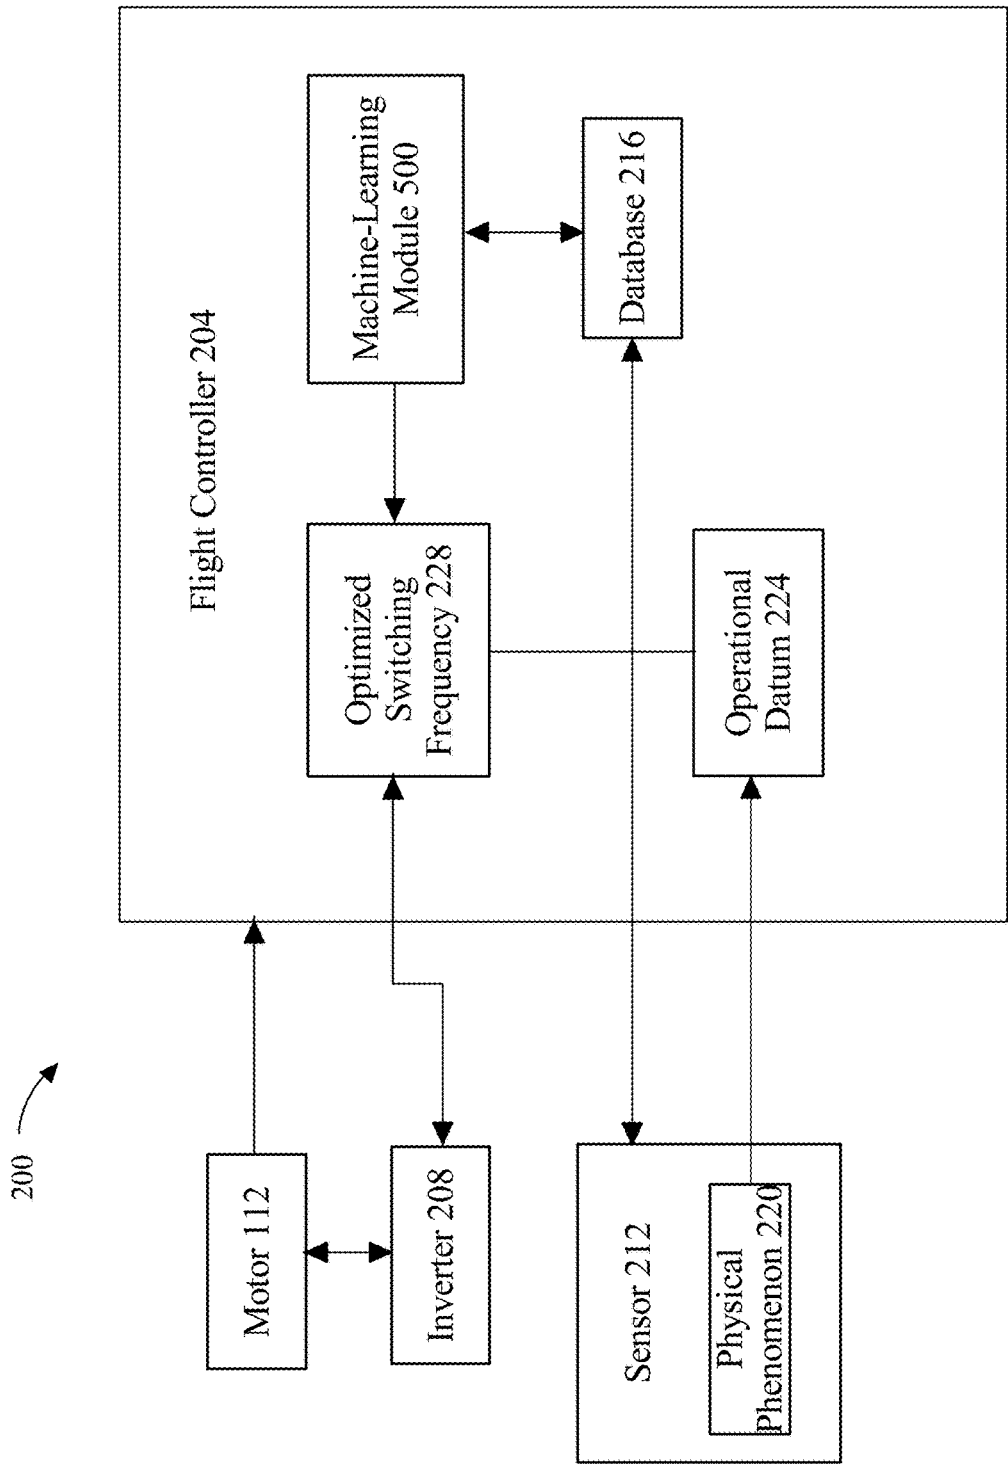 200
Flight Controller 204
Motor 112
Inverter 208
Optimized
Switching
Frequency 228
Machine-Learning
Module 500
Sensor 212
Physical
Phenomenon 220
Operational
Datum 224
Database 216